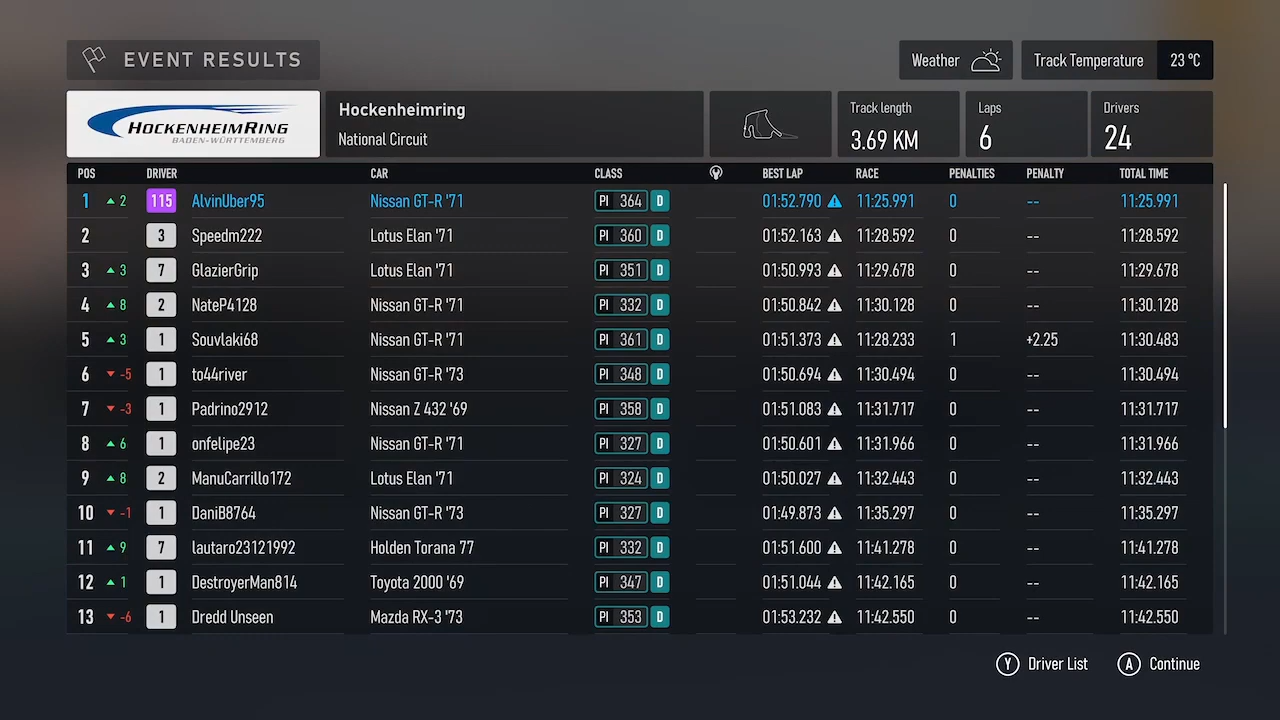 EVENT RESULTS
Weather
Track Temperature 23 °C
HOCKENHEIMRING
BADEN-WÜRTTEMBERG
Hockenheimring
National Circuit
Track length
3.69 KM
Laps
6
Drivers
24
POS DRIVER CAR CLASS BEST LAP RACE PENALTIES PENALTY TOTAL TIME
1 ▲ 2 115 AlvinUber95 Nissan GT-R '71 PI 364 D 01:52.790 11:25.991 0 -- 11:25.991
2 3 Speedm222 Lotus Elan '71 PI 360 D 01:52.163 11:28.592 0 -- 11:28.592
3 ▲ 3 7 GlazierGrip Lotus Elan '71 PI 351 D 01:50.993 11:29.678 0 -- 11:29.678
4 ▲ 8 2 NateP4128 Nissan GT-R '71 PI 332 D 01:50.842 11:30.128 0 -- 11:30.128
5 ▲ 3 1 Souvlaki68 Nissan GT-R '71 PI 361 D 01:51.373 11:28.233 1 +2.25 11:30.483
6 ▼ -5 1 to44river Nissan GT-R '73 PI 348 D 01:50.694 11:30.494 0 -- 11:30.494
7 ▼ -3 1 Padrino2912 Nissan Z 432 '69 PI 358 D 01:51.083 11:31.717 0 -- 11:31.717
8 ▲ 6 1 onfelipe23 Nissan GT-R '71 PI 327 D 01:50.601 11:31.966 0 -- 11:31.966
9 ▲ 8 2 ManuCarrillo172 Lotus Elan '71 PI 324 D 01:50.027 11:32.443 0 -- 11:32.443
10 ▼ -1 1 DaniB8764 Nissan GT-R '73 PI 327 D 01:49.873 11:35.297 0 -- 11:35.297
11 ▲ 9 7 lautaro23121992 Holden Torana 77 PI 332 D 01:51.600 11:41.278 0 -- 11:41.278
12 ▲ 1 1 DestroyerMan814 Toyota 2000 '69 PI 347 D 01:51.044 11:42.165 0 -- 11:42.165
13 ▼ -6 1 Dredd Unseen Mazda RX-3 '73 PI 353 D 01:53.232 11:42.550 0 -- 11:42.550
Y Driver List A Continue